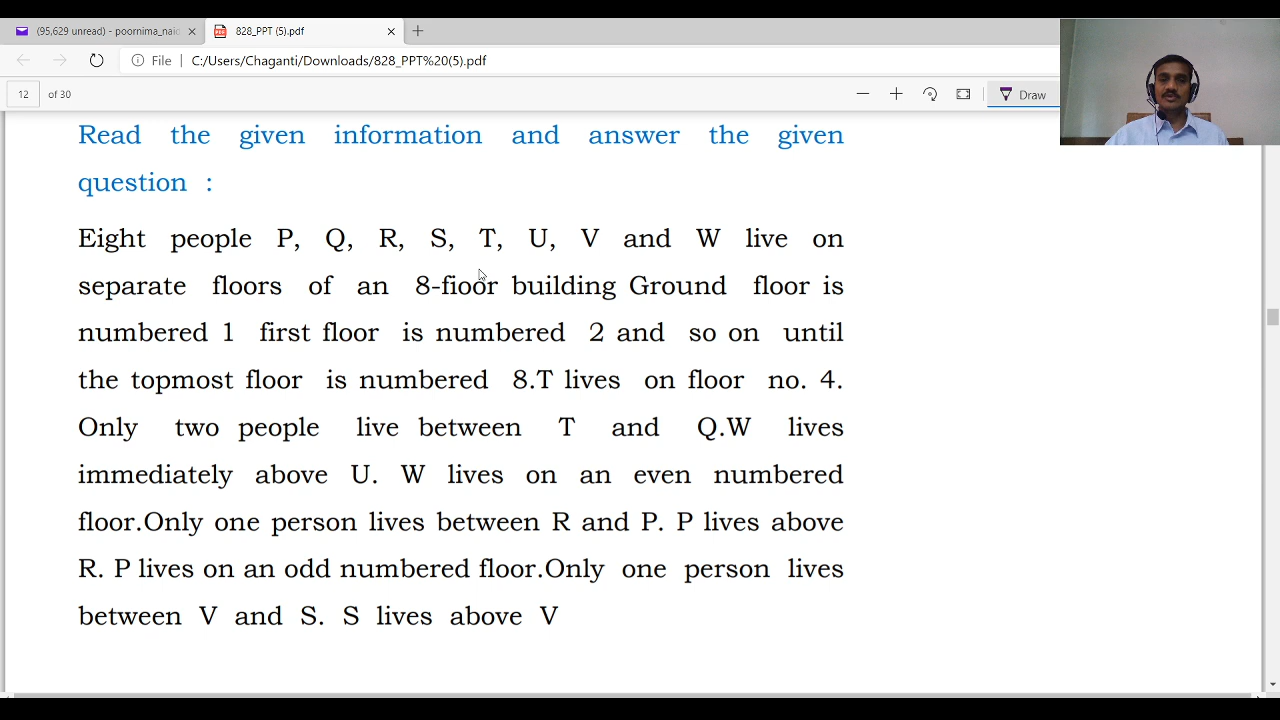 (95,629 unread) - poornima_naid
828_PPT (5).pdf
File | C:/Users/Chaganti/Downloads/828_PPT%20(5).pdf
12 of 30
Draw
Read the given information and answer the given
question :
Eight people P, Q, R, S, T, U, V and W live on
separate floors of an 8-fioor building Ground floor is
numbered 1 first floor is numbered 2 and so on until
the topmost floor is numbered 8.T lives on floor no. 4.
Only two people live between T and Q.W lives
immediately above U. W lives on an even numbered
floor.Only one person lives between R and P. P lives above
R. P lives on an odd numbered floor.Only one person lives
between V and S. S lives above V